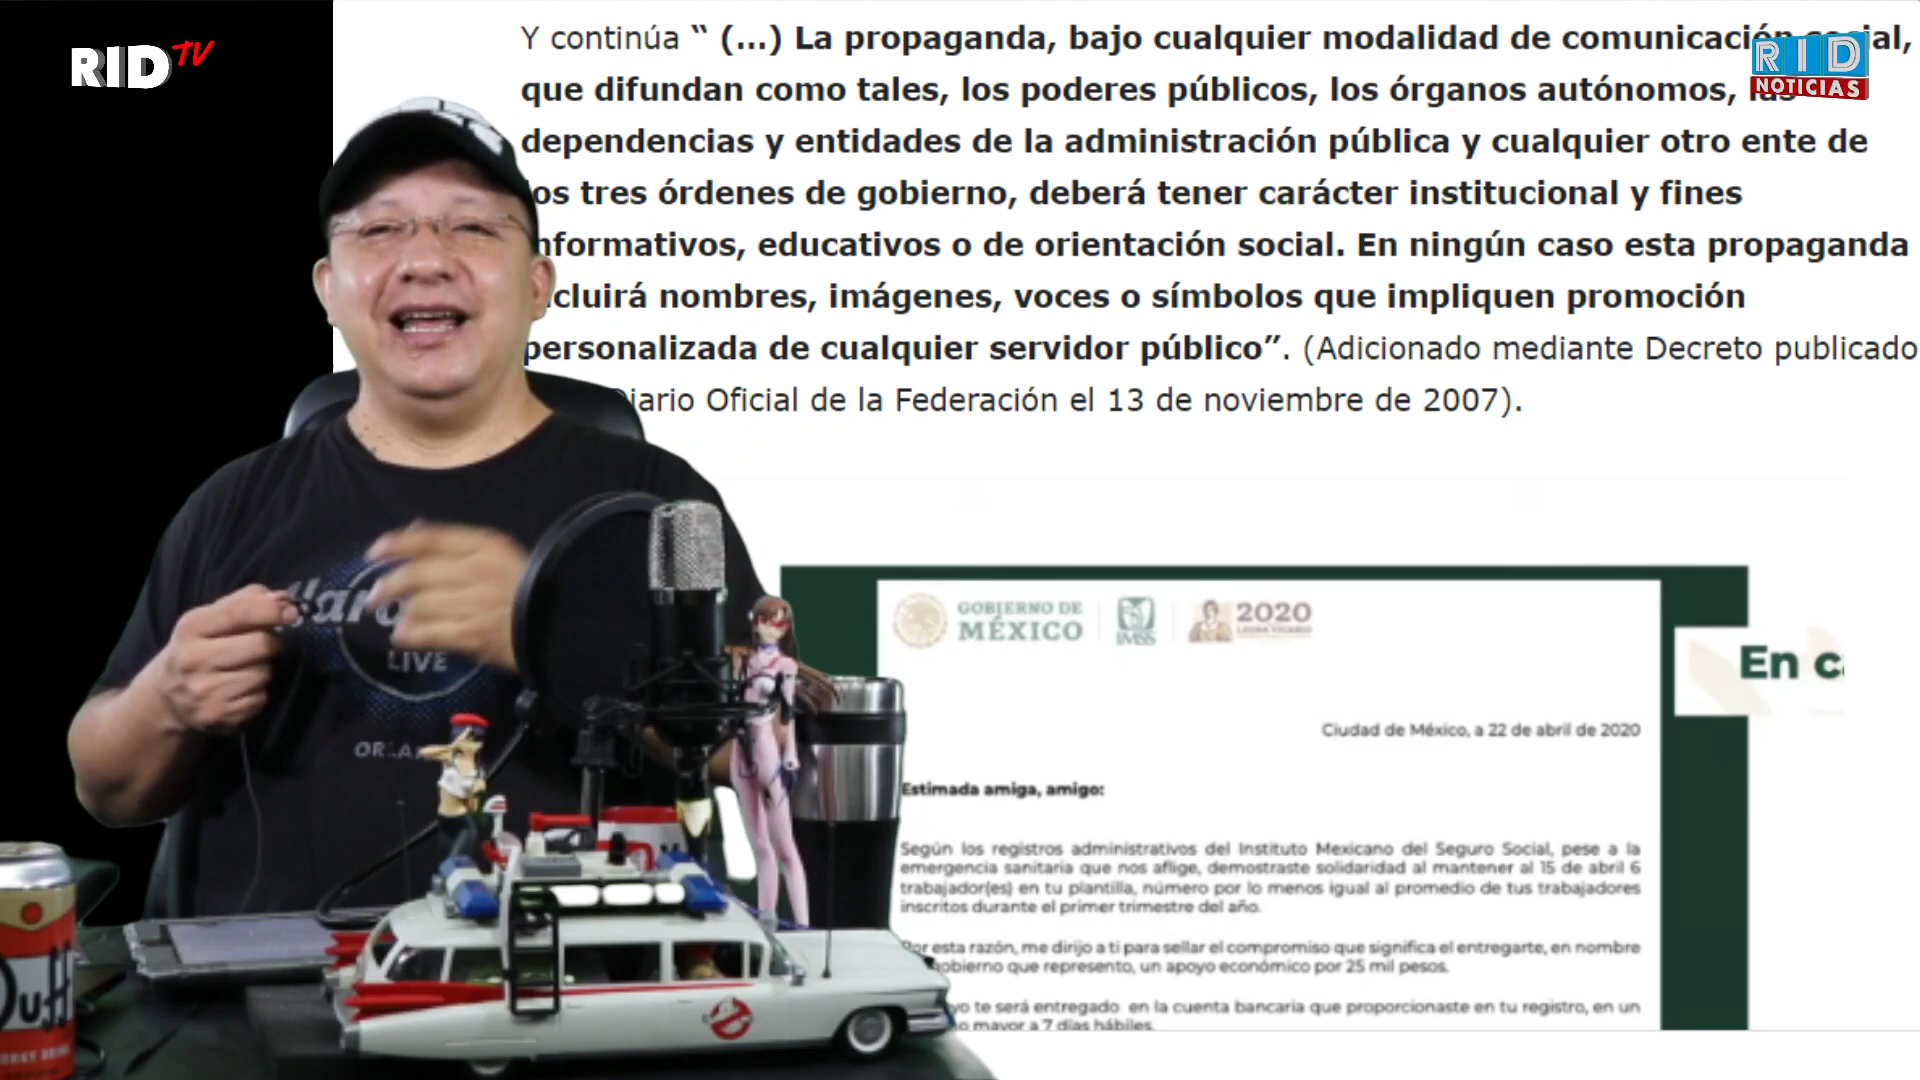 RID TV
Y continúa “ (...) La propaganda, bajo cualquier modalidad de comunicación
que difundan como tales, los poderes públicos, los órganos autónomos, las
dependencias y entidades de la administración pública y cualquier otro ente de
los tres órdenes de gobierno, deberá tener carácter institucional y fines
informativos, educativos o de orientación social. En ningún caso esta propaganda
incluirá nombres, imágenes, voces o símbolos que impliquen promoción
personalizada de cualquier servidor público”. (Adicionado mediante Decreto publicado
Diario Oficial de la Federación el 13 de noviembre de 2007).
RID
NOTICIAS
GOBIERNO DE
MÉXICO
IMSS
2020
LEONA VICARIO
En c
Ciudad de México, a 22 de abril de 2020
Estimada amiga, amigo:
Según los registros administrativos del Instituto Mexicano del Seguro Social, pese a la
emergencia sanitaria que nos aflige, demostraste solidaridad al mantener al 15 de abril 6
trabajador(es) en tu plantilla, número por lo menos igual al promedio de tus trabajadores
inscritos durante el primer trimestre del año.
Por esta razón, me dirijo a ti para sellar el compromiso que significa el entregarte, en nombre
gobierno que represento, un apoyo económico por 25 mil pesos.
yo te será entregado en la cuenta bancaria que proporcionaste en tu registro, en un
mayor a 7 días hábiles.
LIVE
Duff
ENERGY DRINK